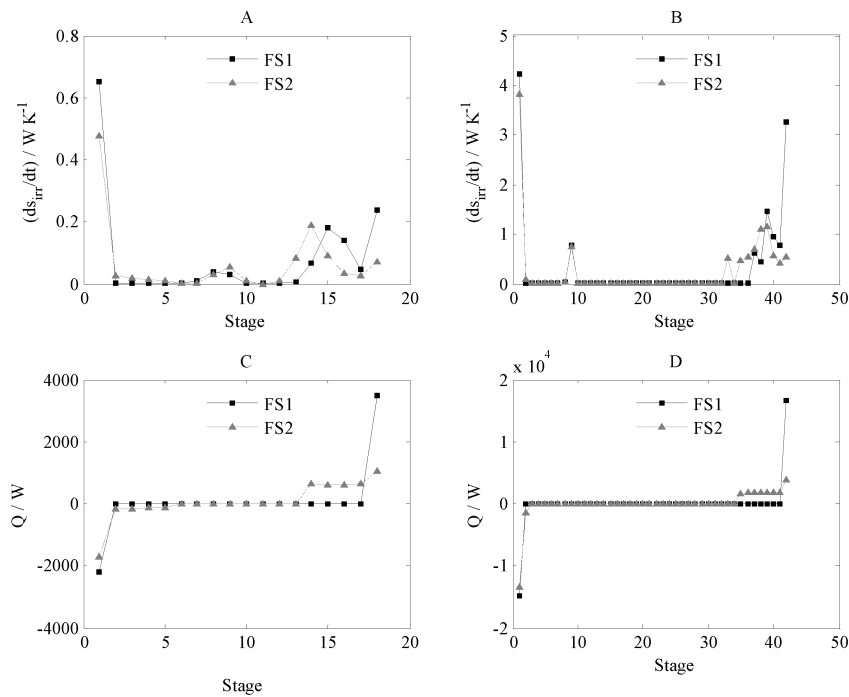 A
0.8
0.6
0.4
0.2
0
0 5 10 15 20
(ds_irr/dt) / W K^-1
Stage
FS1
FS2
B
5
4
3
2
1
0
0 10 20 30 40 50
(ds_irr/dt) / W K^-1
Stage
FS1
FS2
C
4000
2000
0
-2000
-4000
0 5 10 15 20
Q / W
Stage
FS1
FS2
D
x 10^4
2
1
0
-1
-2
0 10 20 30 40 50
Q / W
Stage
FS1
FS2